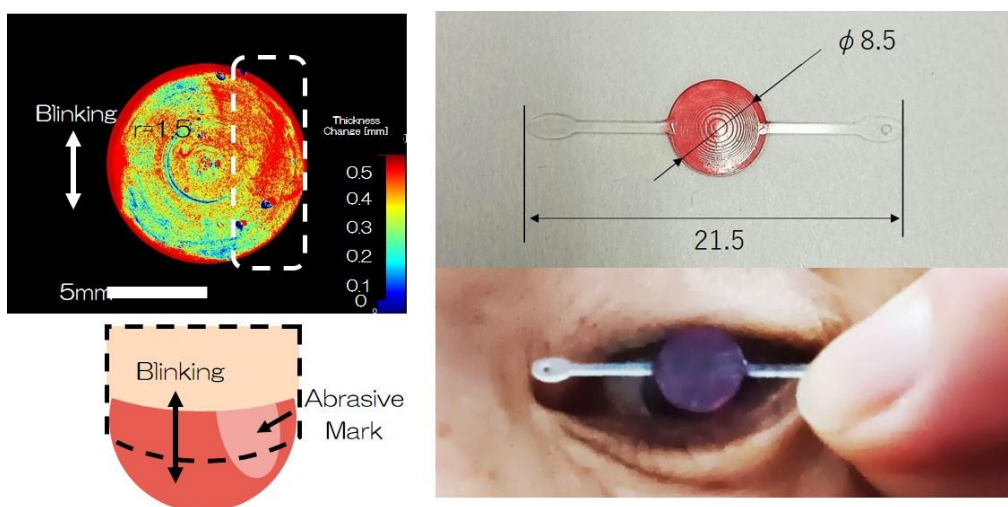 Blinking
r=1.5
Thickness
Change [mm]
0.5
0.4
0.3
0.2
0.1
0
5mm
Blinking
Abrasive
Mark
φ 8.5
21.5